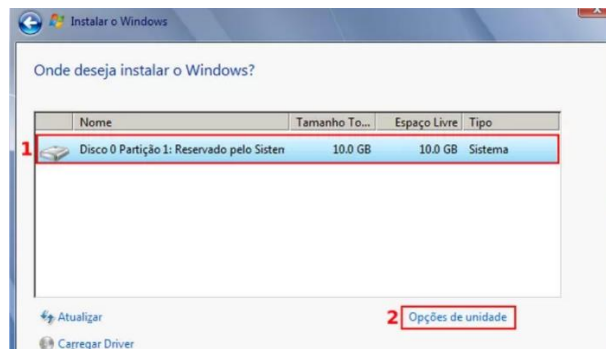 Instalar o Windows
Onde deseja instalar o Windows?
Nome Tamanho To... Espaço Livre Tipo
1 Disco 0 Partição 1: Reservado pelo Sisten 10.0 GB 10.0 GB Sistema
Atualizar 2 Opções de unidade
Carregar Driver